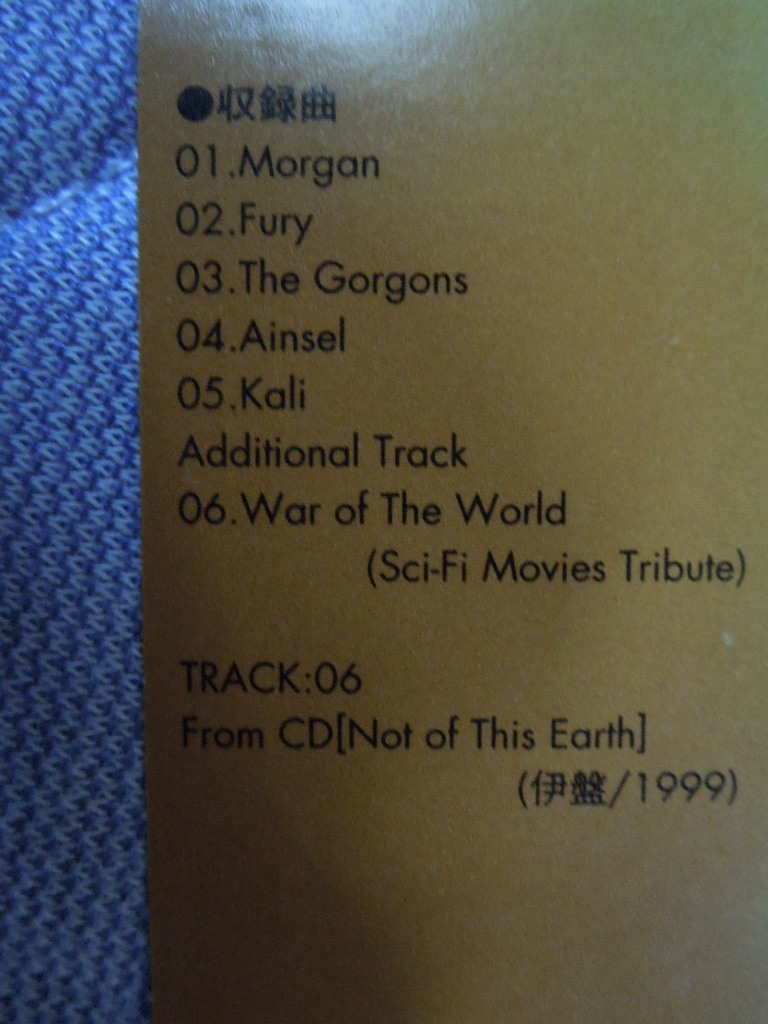 ●収録曲
01.Morgan
02.Fury
03.The Gorgons
04.Ainsel
05.Kali
Additional Track
06.War of The World
(Sci-Fi Movies Tribute)
TRACK:06
From CD[Not of This Earth]
(伊盤/1999)